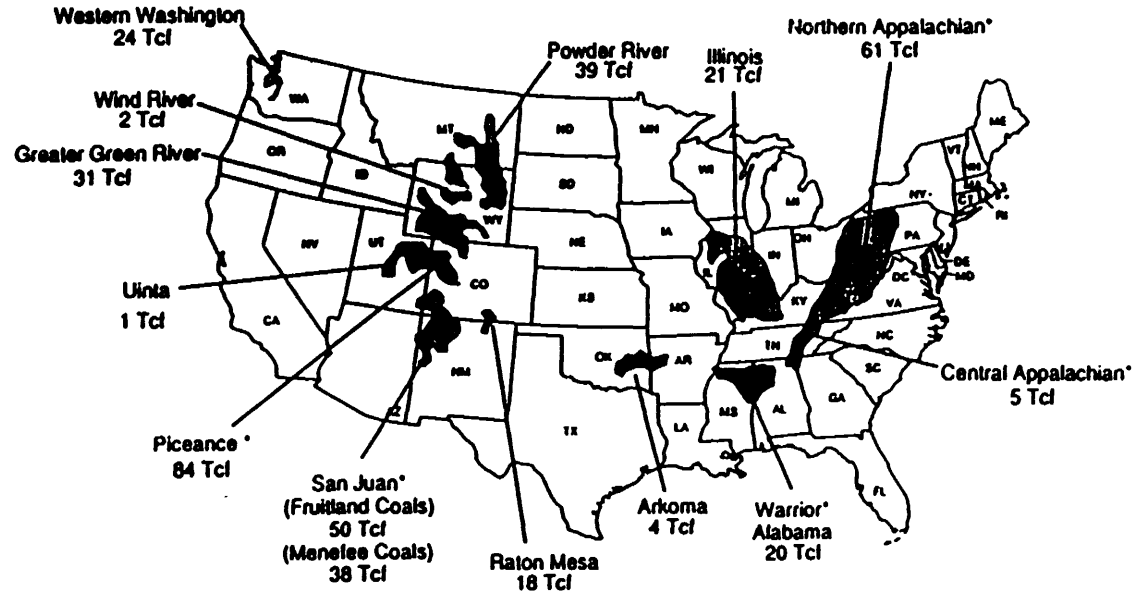 Western Washington
24 Tcf
Wind River
2 Tcf
Greater Green River
31 Tcf
Powder River
39 Tcf
Illinois
21 Tcf
Northern Appalachian*
61 Tcf
Uinta
1 Tcf
Piceance *
84 Tcf
San Juan*
(Fruitland Coals)
50 Tcf
(Menefee Coals)
38 Tcf
Raton Mesa
18 Tcf
Arkoma
4 Tcf
Warrior*
Alabama
20 Tcf
Central Appalachian*
5 Tcf
WA
OR
ID
MT
ND
MN
SD
WI
MI
NY
VT
NH
ME
CT
RI
WY
NE
IA
IL
IN
OH
PA
NV
UT
CO
KS
MO
KY
VA
DC
DE
MD
CA
NM
OK
AR
TN
NC
SC
TX
LA
MS
AL
GA
FL